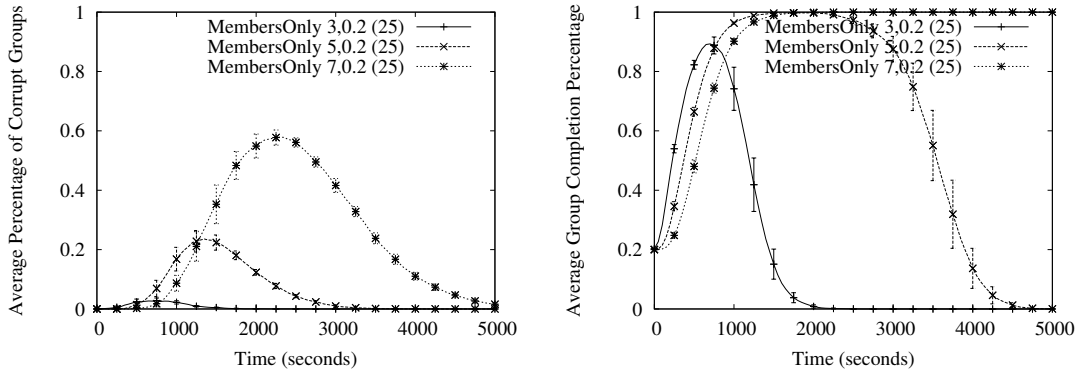 Average Percentage of Corrupt Groups
1
0.8
0.6
0.4
0.2
0
0 1000 2000 3000 4000 5000
Time (seconds)
MembersOnly 3,0.2 (25)
MembersOnly 5,0.2 (25)
MembersOnly 7,0.2 (25)
Average Group Completion Percentage
1
0.8
0.6
0.4
0.2
0
0 1000 2000 3000 4000 5000
Time (seconds)
MembersOnly 3,0.2 (25)
MembersOnly 5,0.2 (25)
MembersOnly 7,0.2 (25)